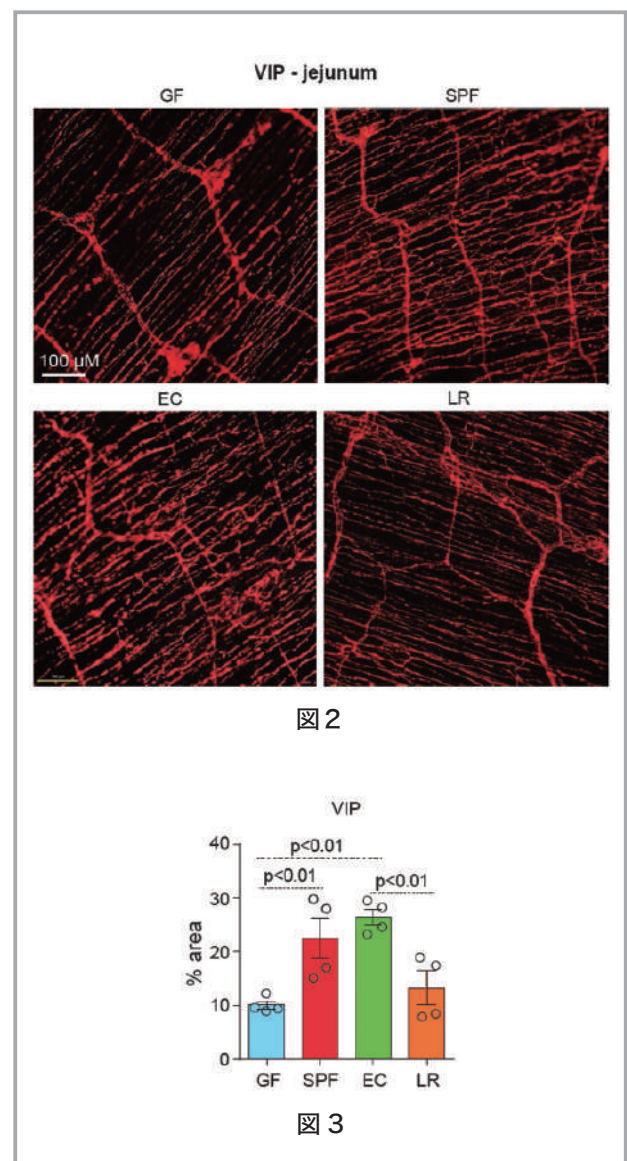 VIP - jejunum
GF SPF
100 μM
EC LR
図2
VIP
40
p<0.01
p<0.01 p<0.01
30
20
% area
10
0
GF SPF EC LR
図3